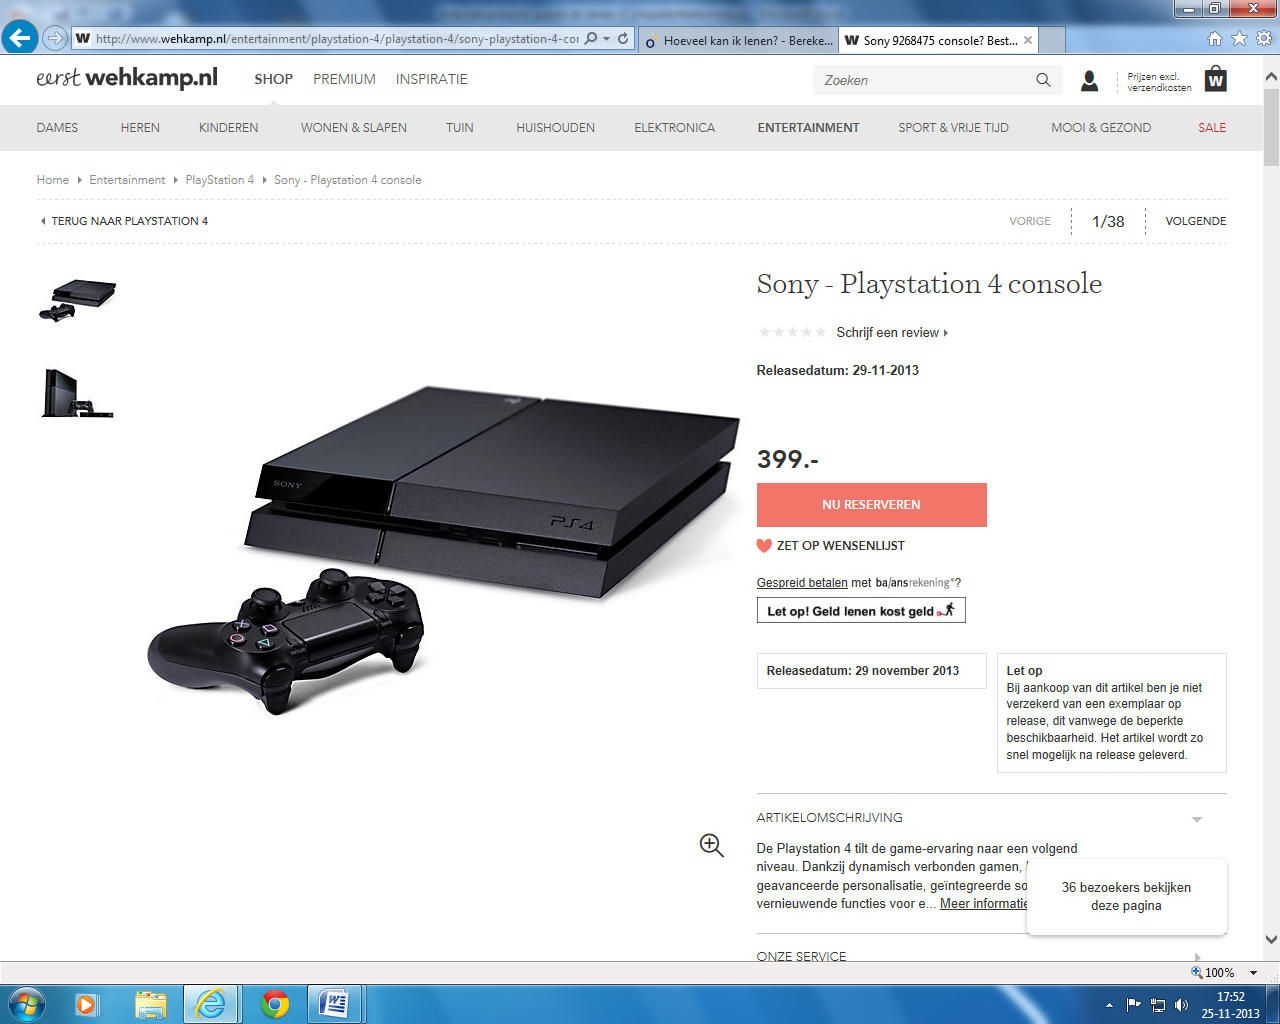 http://www.wehkamp.nl/entertainment/playstation-4/playstation-4/sony-playstation-4-cor
Hoeveel kan ik lenen? - Bereke...
W Sony 9268475 console? Best...
eerst wehkamp.nl
SHOP PREMIUM INSPIRATIE
Zoeken
Prijzen excl.
verzendkosten
W
DAMES HEREN KINDEREN WONEN & SLAPEN TUIN HUISHOUDEN ELEKTRONICA ENTERTAINMENT SPORT & VRIJE TIJD MOOI & GEZOND SALE
Home Entertainment PlayStation 4 Sony - Playstation 4 console
TERUG NAAR PLAYSTATION 4
VORIGE 1/38 VOLGENDE
Sony - Playstation 4 console
Schrijf een review
Releasedatum: 29-11-2013
399.-
NU RESERVEREN
ZET OP WENSENLIJST
Gespreid betalen met ba/ansrekening*?
Let op! Geld lenen kost geld
SONY
PS4
Releasedatum: 29 november 2013
Let op
Bij aankoop van dit artikel ben je niet
verzekerd van een exemplaar op
release, dit vanwege de beperkte
beschikbaarheid. Het artikel wordt zo
snel mogelijk na release geleverd.
ARTIKELOMSCHRIJVING
De Playstation 4 tilt de game-ervaring naar een volgend
niveau. Dankzij dynamisch verbonden gamen,
geavanceerde personalisatie, geïntegreerde so
vernieuwende functies voor e... Meer informatie
36 bezoekers bekijken
deze pagina
ONZE SERVICE
100%
17:52
25-11-2013